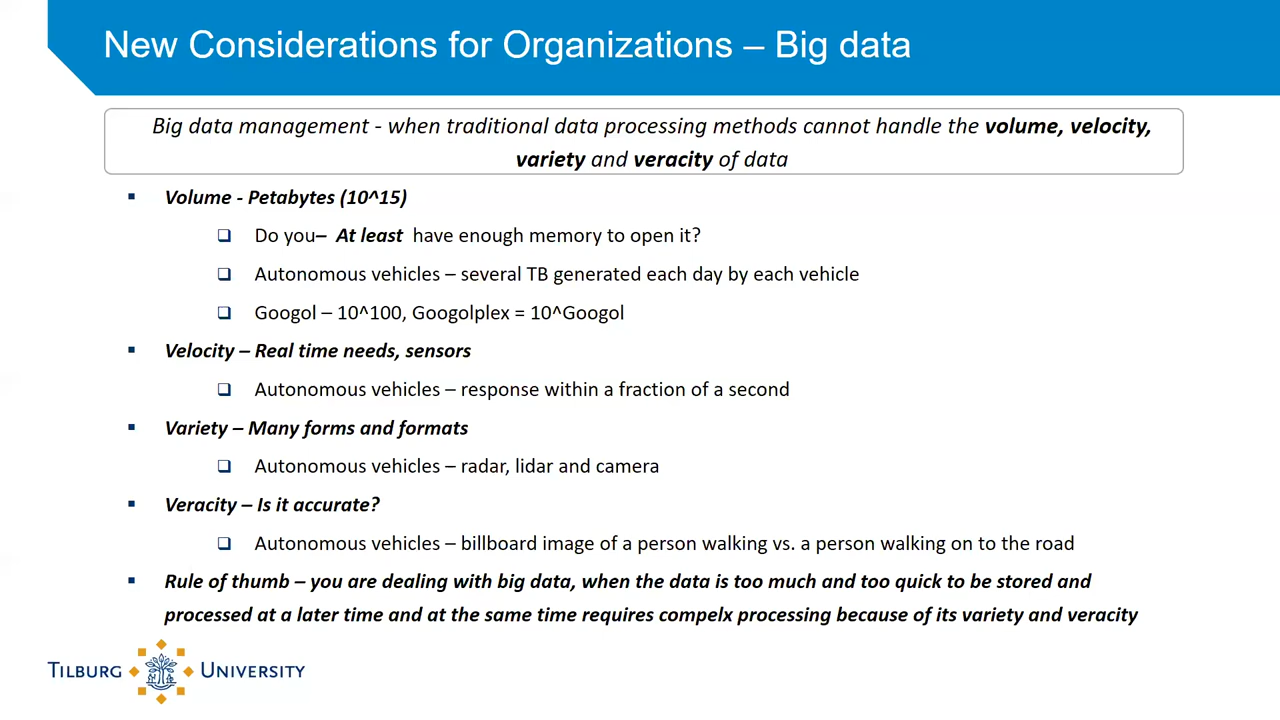 New Considerations for Organizations – Big data
Big data management - when traditional data processing methods cannot handle the volume, velocity,
variety and veracity of data
Volume - Petabytes (10^15)
Do you– At least have enough memory to open it?
Autonomous vehicles – several TB generated each day by each vehicle
Googol – 10^100, Googolplex = 10^Googol
Velocity – Real time needs, sensors
Autonomous vehicles – response within a fraction of a second
Variety – Many forms and formats
Autonomous vehicles – radar, lidar and camera
Veracity – Is it accurate?
Autonomous vehicles – billboard image of a person walking vs. a person walking on to the road
Rule of thumb – you are dealing with big data, when the data is too much and too quick to be stored and
processed at a later time and at the same time requires compelx processing because of its variety and veracity
TILBURG UNIVERSITY